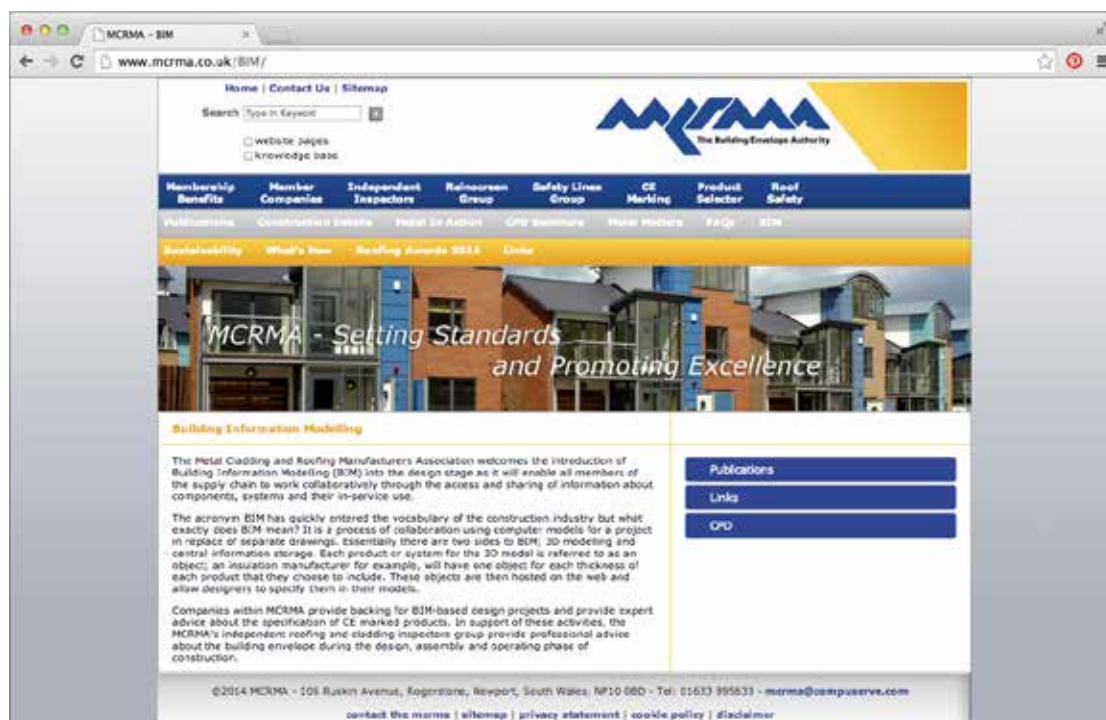 MCRMA - BIM
www.mcrma.co.uk/BIM/
Home | Contact Us | Sitemap
Search Type in Keyword
website pages
knowledge base
MCRMA
The Building Envelope Authority
Membership Benefits Member Companies Independent Inspectors Rainscreen Group Safety Lines Group CE Marking Product Selector Roof Safety
Publications Construction Details Metal In Action CPD Seminars Metal Matters FAQs BIM
Sustainability What's New Roofing Awards 2014 Links
MCRMA - Setting Standards
and Promoting Excellence
Building Information Modelling
The Metal Cladding and Roofing Manufacturers Association welcomes the introduction of
Building Information Modelling (BIM) into the design stage as it will enable all members of
the supply chain to work collaboratively through the access and sharing of information about
components, systems and their in-service use.
The acronym BIM has quickly entered the vocabulary of the construction industry but what
exactly does BIM mean? It is a process of collaboration using computer models for a project
in replace of separate drawings. Essentially there are two sides to BIM; 3D modelling and
central information storage. Each product or system for the 3D model is referred to as an
object; an insulation manufacturer for example, will have one object for each thickness of
each product that they choose to include. These objects are then hosted on the web and
allow designers to specify them in their models.
Companies within MCRMA provide backing for BIM-based design projects and provide expert
advice about the specification of CE marked products. In support of these activities, the
MCRMA's independent roofing and cladding inspectors group provide professional advice
about the building envelope during the design, assembly and operating phase of
construction.
Publications
Links
CPD
©2014 MCRMA - 106 Ruskin Avenue, Rogerstone, Newport, South Wales, NP10 0BD - Tel: 01633 895633 - mcrma@compuserve.com
contact the mcrma | sitemap | privacy statement | cookie policy | disclaimer